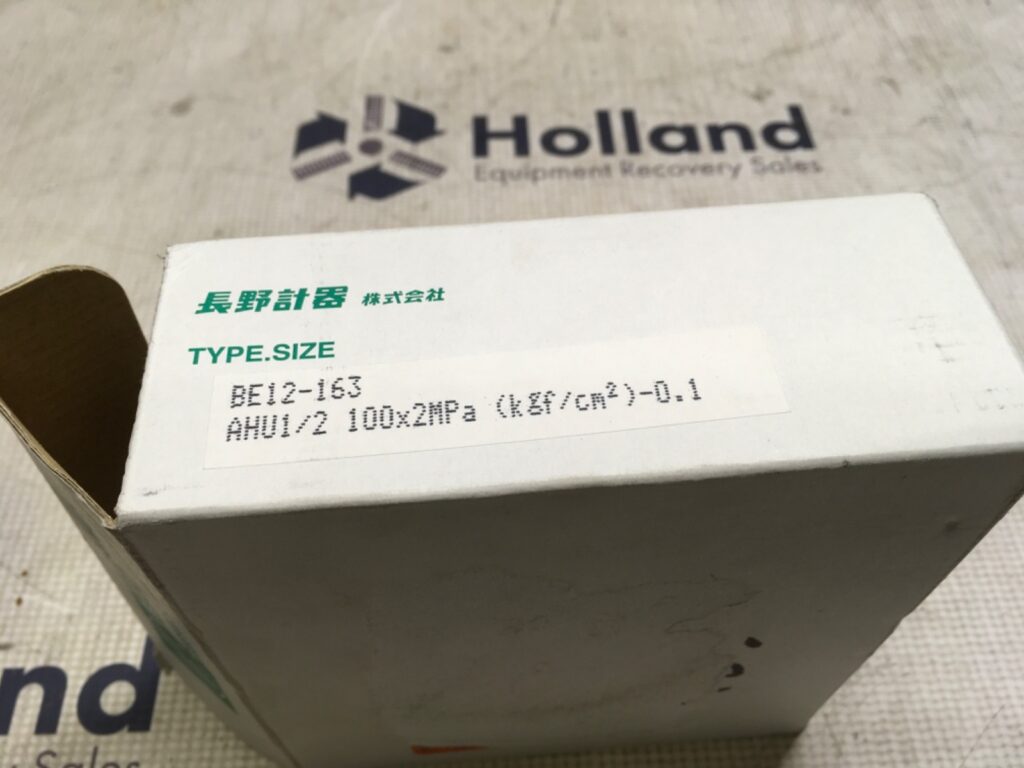 Holland
Equipment Recovery Sales
長野計器 株式会社
TYPE.SIZE
BE12-163
AHU1/2 100x2MPa (kgf/cm²)-0.1
nd
Sales